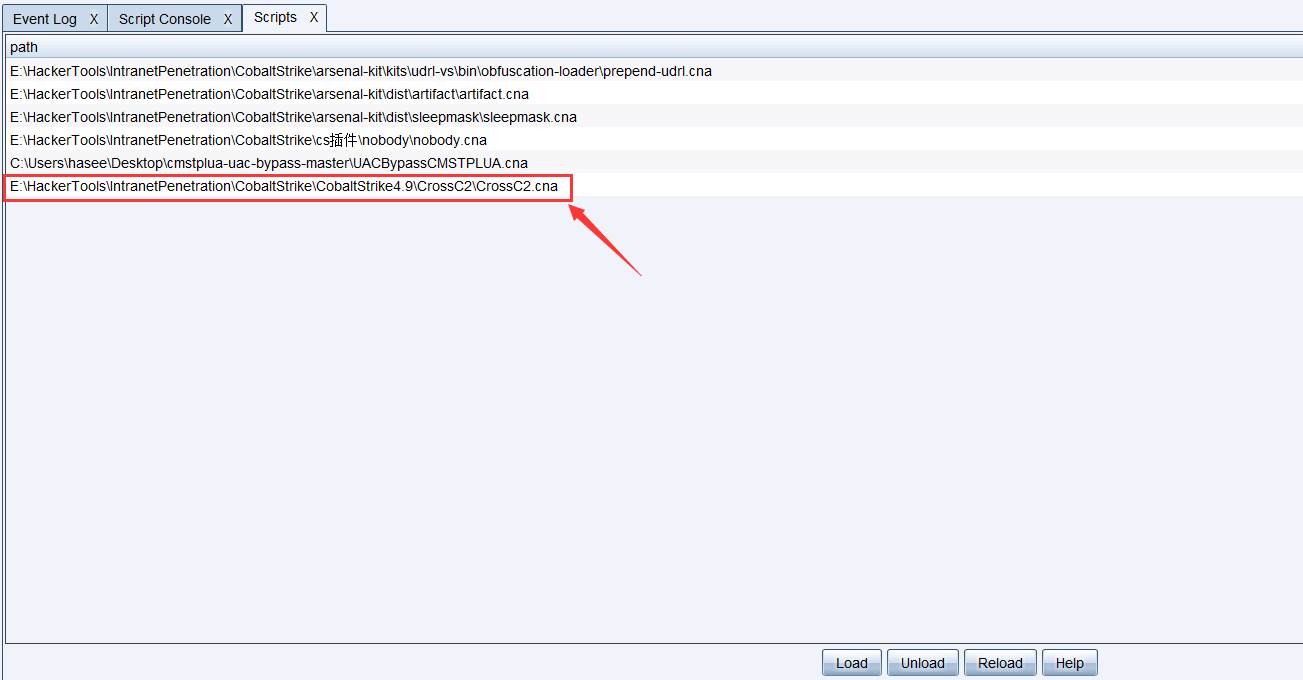 Event Log X Script Console X Scripts X
path
E:\HackerTools\IntranetPenetration\CobaltStrike\arsenal-kit\kits\udrl-vs\bin\obfuscation-loader\prepend-udrl.cna
E:\HackerTools\IntranetPenetration\CobaltStrike\arsenal-kit\dist\artifact\artifact.cna
E:\HackerTools\IntranetPenetration\CobaltStrike\arsenal-kit\dist\sleepmask\sleepmask.cna
E:\HackerTools\IntranetPenetration\CobaltStrike\cs插件\nobody\nobody.cna
C:\Users\hasee\Desktop\cmstplua-uac-bypass-master\UACBypassCMSTPLUA.cna
E:\HackerTools\IntranetPenetration\CobaltStrike\CobaltStrike4.9\CrossC2\CrossC2.cna
Load Unload Reload Help